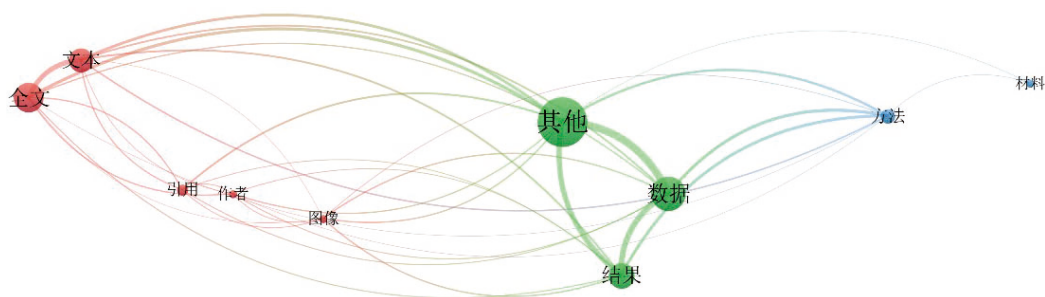 文本
全文
引用
作者
图像
其他
数据
结果
方法
材料